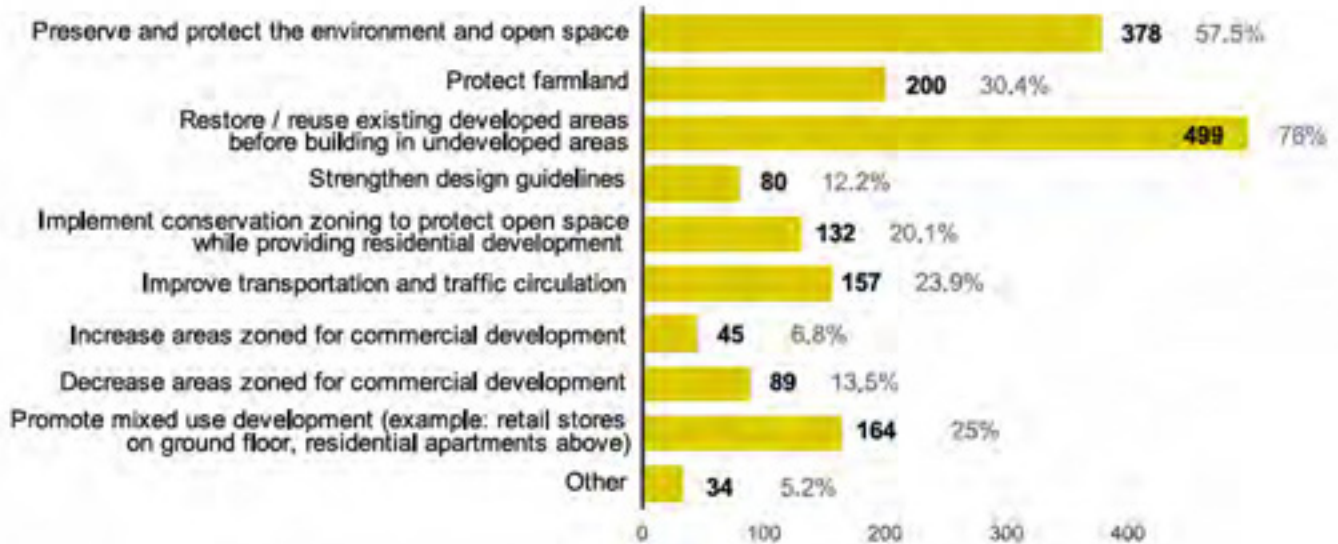 Preserve and protect the environment and open space 378 57.5%
Protect farmland 200 30.4%
Restore / reuse existing developed areas
before building in undeveloped areas 499 76%
Strengthen design guidelines 80 12.2%
Implement conservation zoning to protect open space
while providing residential development 132 20.1%
Improve transportation and traffic circulation 157 23.9%
Increase areas zoned for commercial development 45 6.8%
Decrease areas zoned for commercial development 89 13.5%
Promote mixed use development (example: retail stores
on ground floor, residential apartments above) 164 25%
Other 34 5.2%
0 100 200 300 400